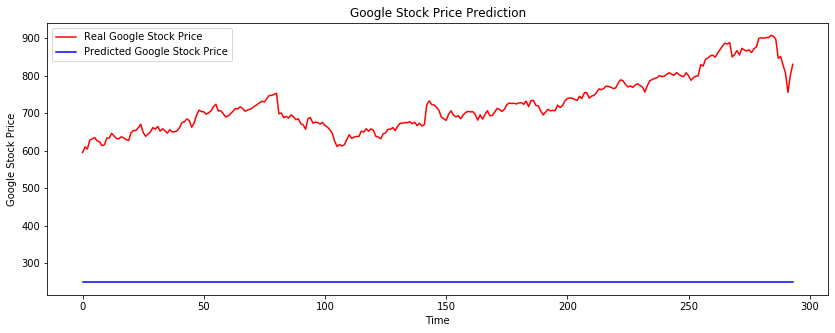 Google Stock Price Prediction
Real Google Stock Price
Predicted Google Stock Price
Google Stock Price
900
800
700
600
500
400
300
0
50
100
150
200
250
300
Time